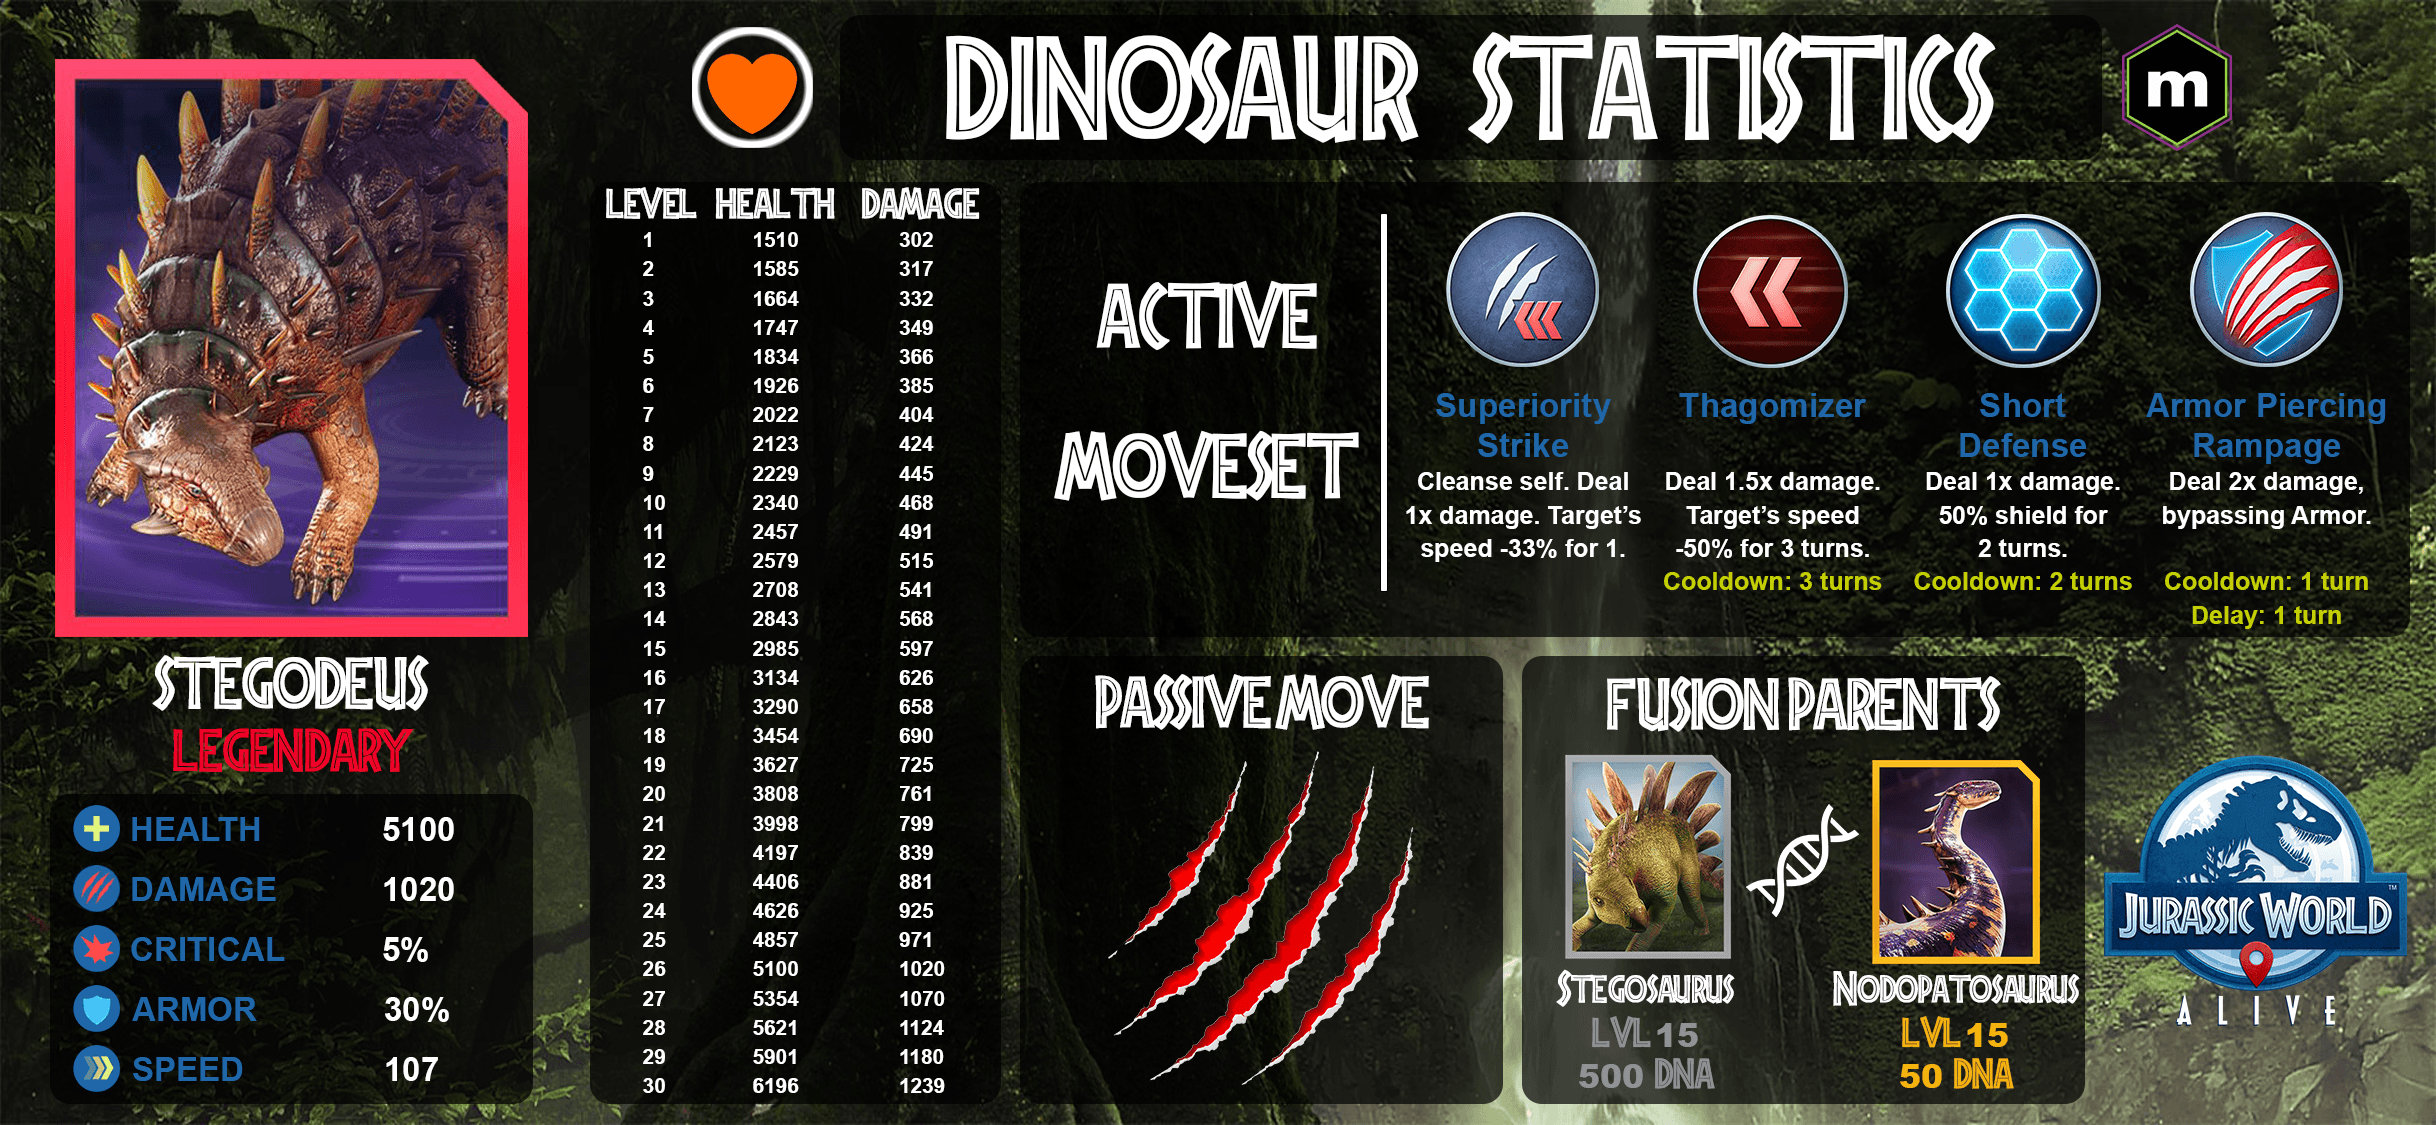 DINOSAUR STATISTICS
m
STEGODEUS
LEGENDARY
HEALTH 5100
DAMAGE 1020
CRITICAL 5%
ARMOR 30%
SPEED 107
LEVEL HEALTH DAMAGE
1 1510 302
2 1585 317
3 1664 332
4 1747 349
5 1834 366
6 1926 385
7 2022 404
8 2123 424
9 2229 445
10 2340 468
11 2457 491
12 2579 515
13 2708 541
14 2843 568
15 2985 597
16 3134 626
17 3290 658
18 3454 690
19 3627 725
20 3808 761
21 3998 799
22 4197 839
23 4406 881
24 4626 925
25 4857 971
26 5100 1020
27 5354 1070
28 5621 1124
29 5901 1180
30 6196 1239
ACTIVE
MOVESET
Superiority
Strike
Cleanse self. Deal
1x damage. Target’s
speed -33% for 1.
Thagomizer
Deal 1.5x damage.
Target’s speed
-50% for 3 turns.
Cooldown: 3 turns
Short
Defense
Deal 1x damage.
50% shield for
2 turns.
Cooldown: 2 turns
Armor Piercing
Rampage
Deal 2x damage,
bypassing Armor.
Cooldown: 1 turn
Delay: 1 turn
PASSIVE MOVE
FUSION PARENTS
STEGOSAURUS
LVL 15
500 DNA
NODOPATOSAURUS
LVL 15
50 DNA
JURASSIC WORLD™
ALIVE